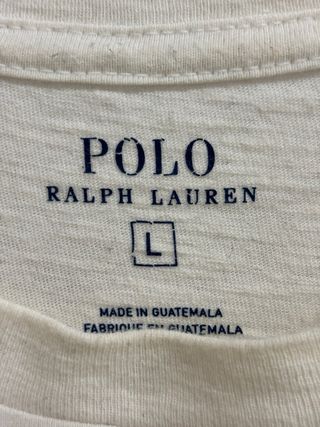 POLO
RALPH LAUREN
L
MADE IN GUATEMALA
FABRIQUE EN GUATEMALA